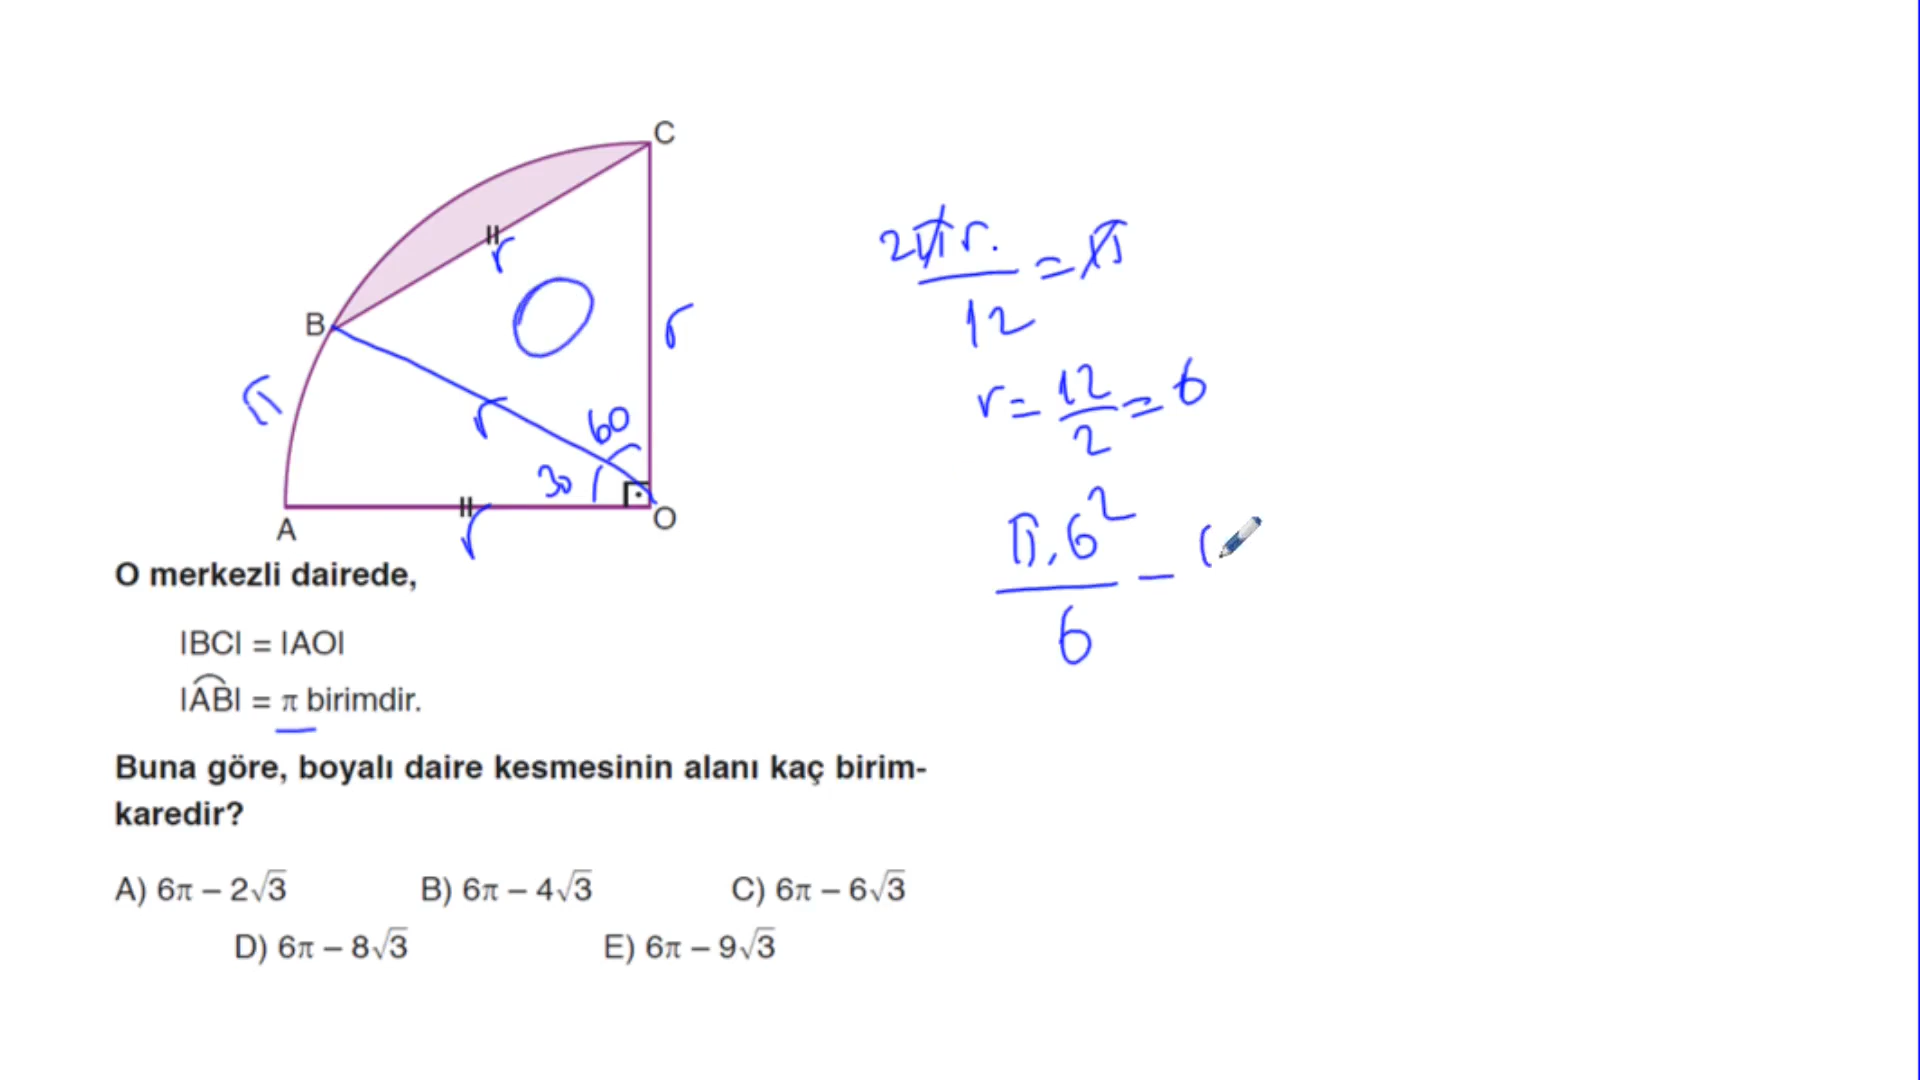 C
r
B
r
π
r
60
30
A
r
O
2πr.
12
= π
r = 12/2 = 6
π.6²
6
− (
O merkezli dairede,
|BC| = |AO|
|AB| = π birimdir.
Buna göre, boyalı daire kesmesinin alanı kaç birim-
karedir?
A) 6π – 2√3 B) 6π – 4√3 C) 6π – 6√3
D) 6π – 8√3 E) 6π – 9√3